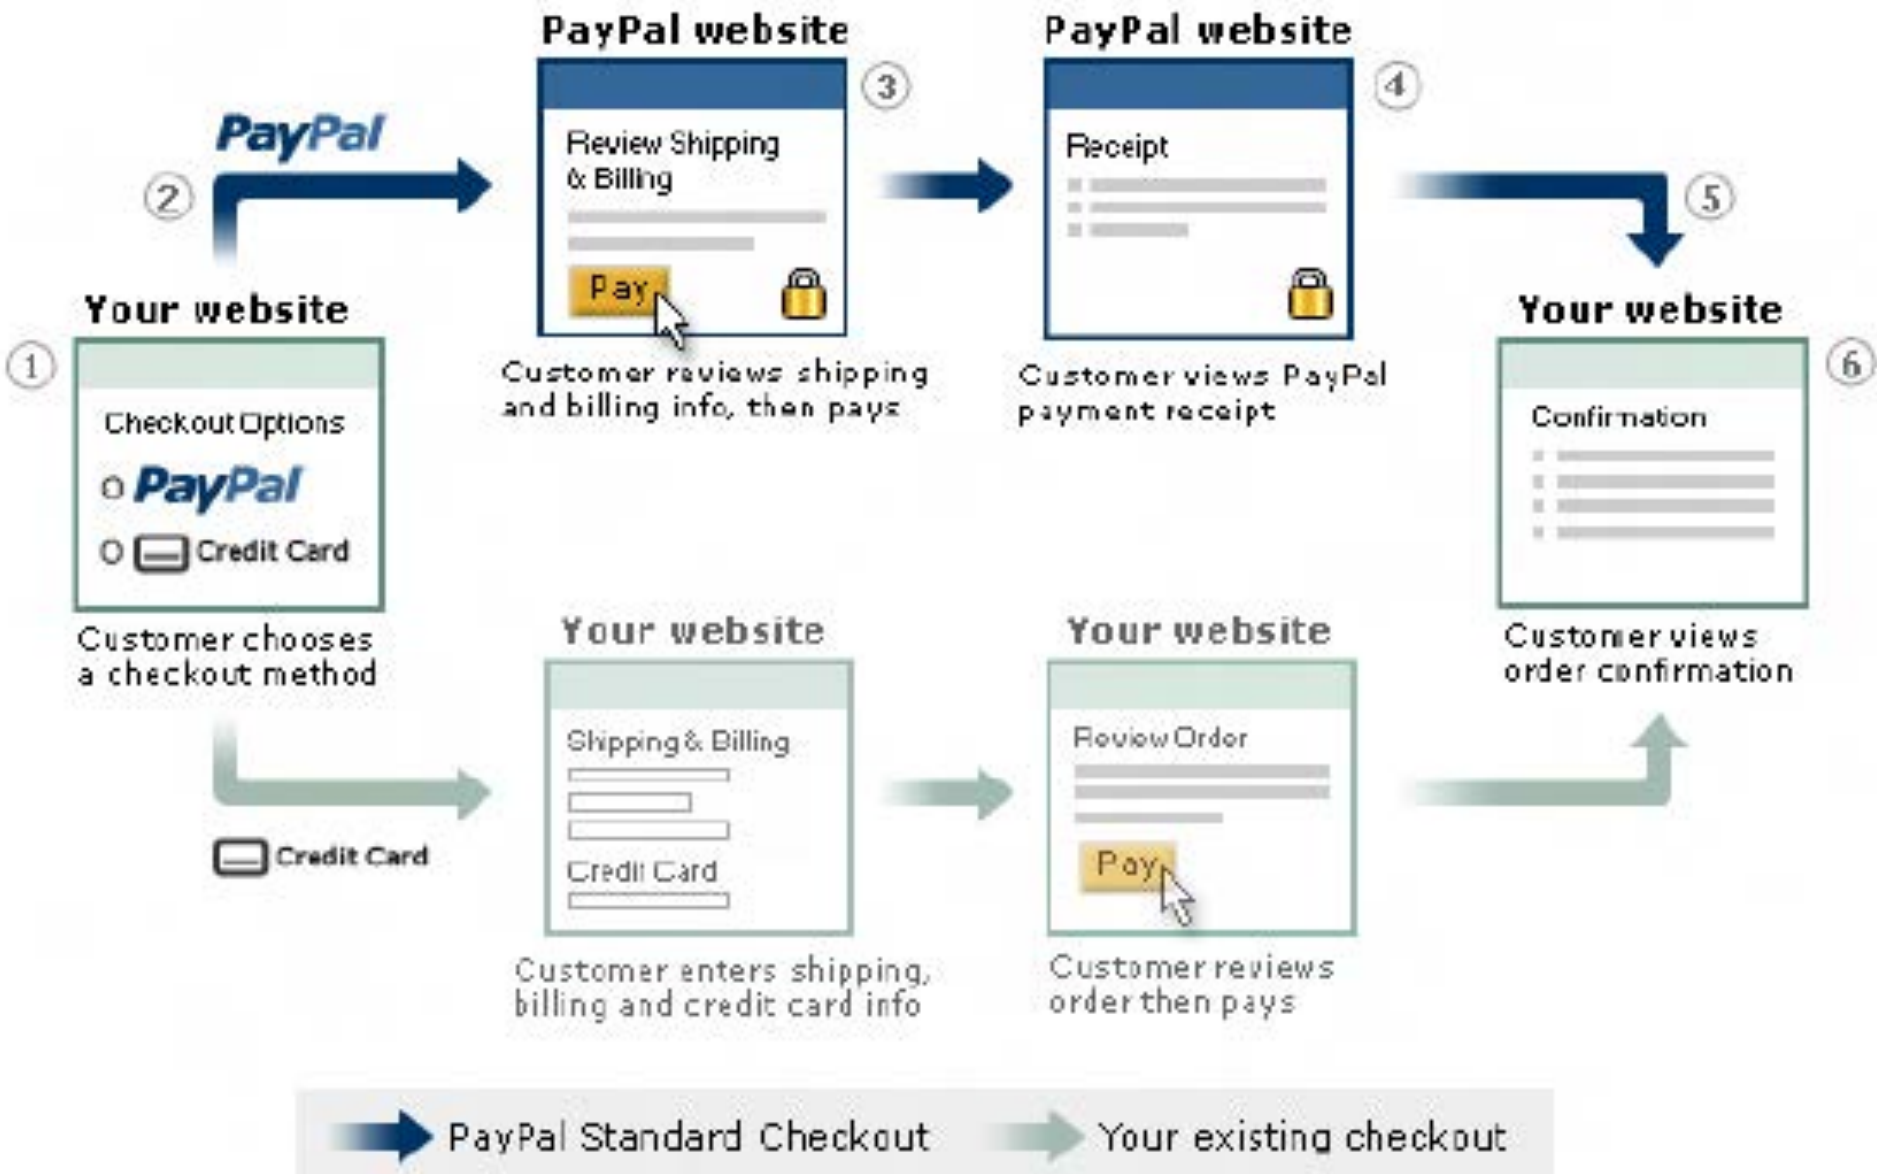 PayPal website
PayPal website
3
4
PayPal
Review Shipping
& Billing
Receipt
2
5
Pay
Your website
Your website
1
6
Customer reviews shipping
and billing info, then pays
Customer views PayPal
payment receipt
Checkout Options
PayPal
Credit Card
Confirmation
Customer chooses
a checkout method
Your website
Your website
Customer views
order confirmation
Shipping & Billing
Review Order
Credit Card
Credit Card
Pay
Customer enters shipping,
billing and credit card info
Customer reviews
order then pays
PayPal Standard Checkout
Your existing checkout